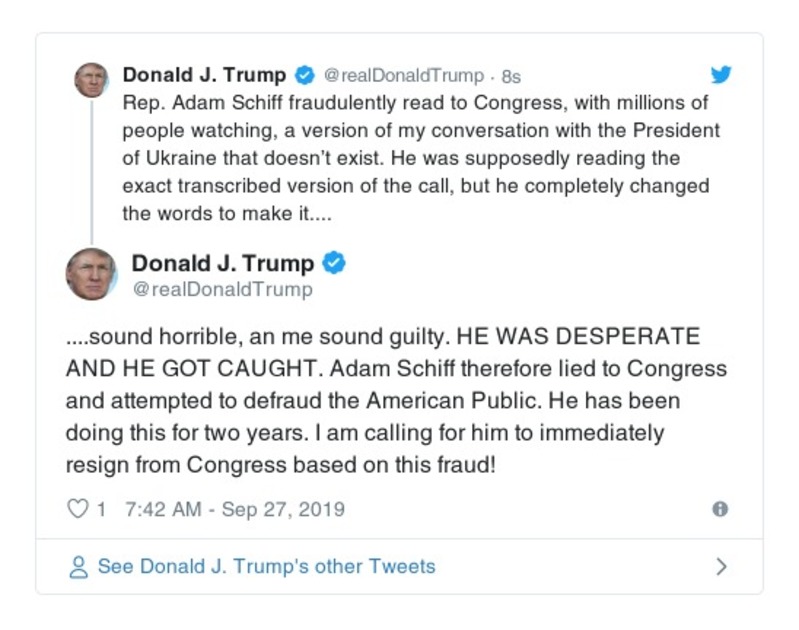 Donald J. Trump @realDonaldTrump · 8s
Rep. Adam Schiff fraudulently read to Congress, with millions of
people watching, a version of my conversation with the President
of Ukraine that doesn’t exist. He was supposedly reading the
exact transcribed version of the call, but he completely changed
the words to make it....
Donald J. Trump
@realDonaldTrump
....sound horrible, an me sound guilty. HE WAS DESPERATE
AND HE GOT CAUGHT. Adam Schiff therefore lied to Congress
and attempted to defraud the American Public. He has been
doing this for two years. I am calling for him to immediately
resign from Congress based on this fraud!
1 7:42 AM - Sep 27, 2019
See Donald J. Trump's other Tweets